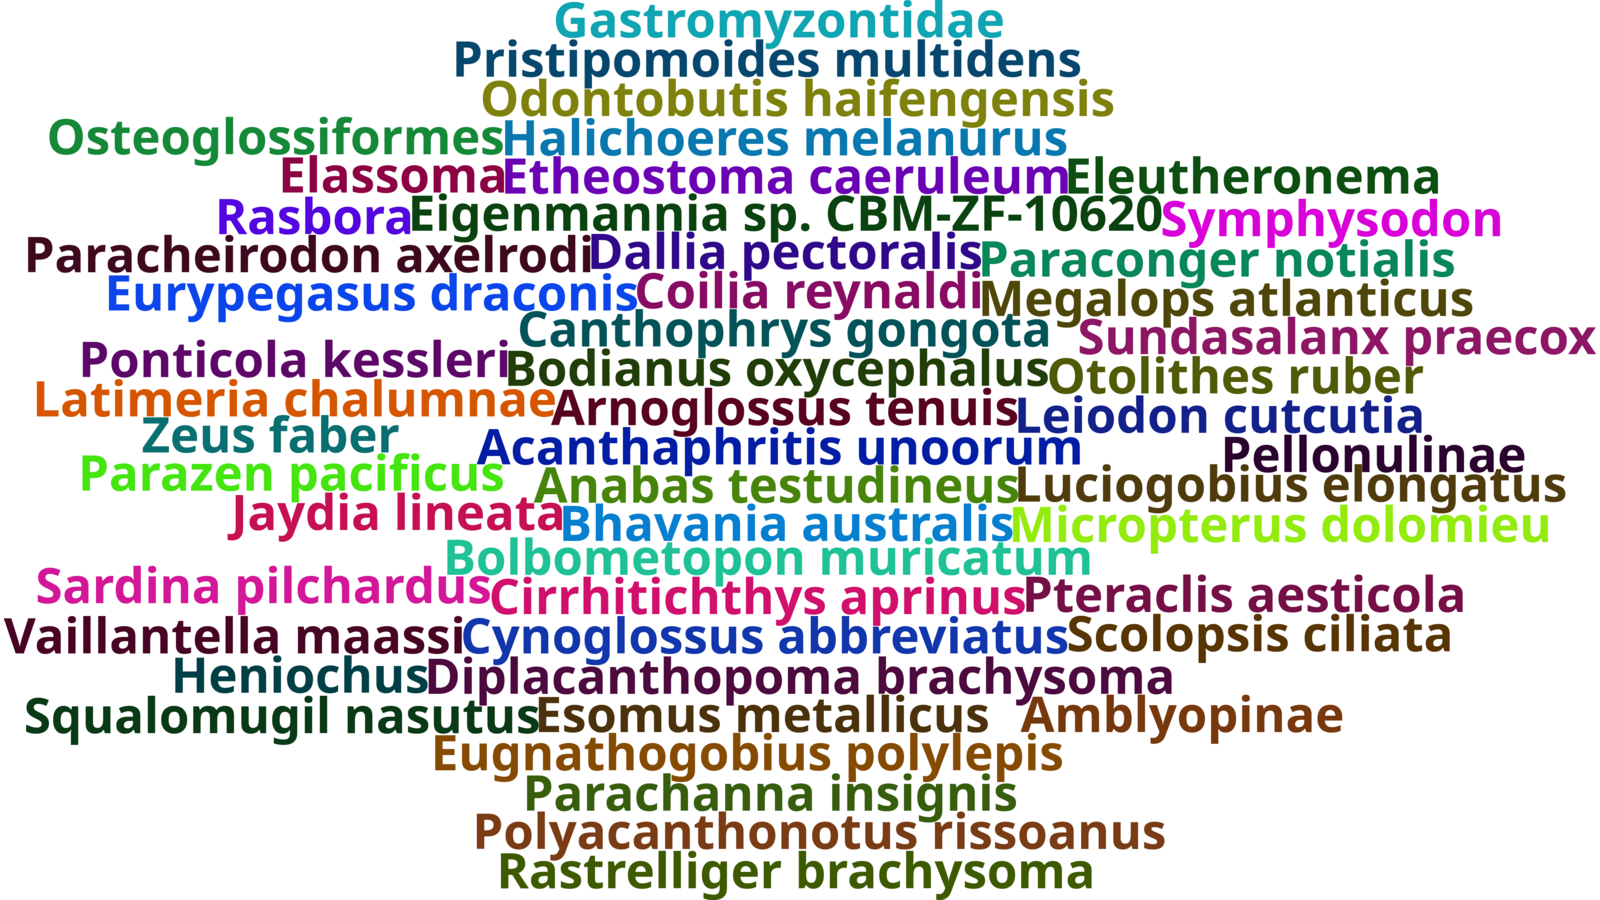 Gastromyzontidae
Pristipomoides multidens
Odontobutis haifengensis
Osteoglossiformes Halichoeres melanurus
Elassoma Etheostoma caeruleum Eleutheronema
Rasbora Eigenmannia sp. CBM-ZF-10620 Symphysodon
Paracheirodon axelrodi Dallia pectoralis Paraconger notialis
Eurypegasus draconis Coilia reynaldi Megalops atlanticus
Canthophrys gongota Sundasalanx praecox
Ponticola kessleri Bodianus oxycephalus Otolithes ruber
Latimeria chalumnae Arnoglossus tenuis Leiodon cutcutia
Zeus faber Acanthaphritis unoorum Pellonulinae
Parazen pacificus Anabas testudineus Luciogobius elongatus
Jaydia lineata Bhavania australis Micropterus dolomieu
Bolbometopon muricatum
Sardina pilchardus Cirrhitichthys aprinus Pteraclis aesticola
Vaillantella maassi Cynoglossus abbreviatus Scolopsis ciliata
Heniochus Diplacanthopoma brachysoma
Squalomugil nasutus Esomus metallicus Amblyopinae
Eugnathogobius polylepis
Parachanna insignis
Polyacanthonotus rissoanus
Rastrelliger brachysoma